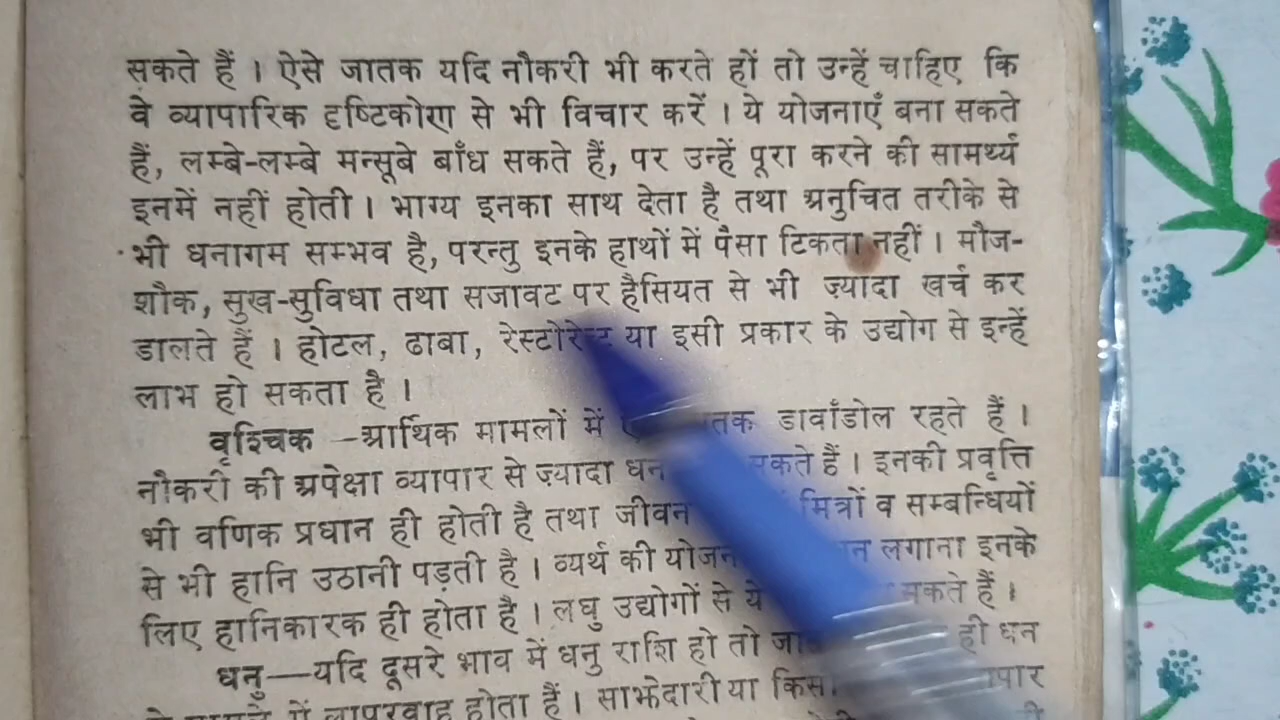 सकते हैं । ऐसे जातक यदि नौकरी भी करते हों तो उन्हें चाहिए कि
वे व्यापारिक दृष्टिकोण से भी विचार करें । ये योजनाएँ बना सकते
हैं, लम्बे-लम्बे मन्सूबे बाँध सकते हैं, पर उन्हें पूरा करने की सामर्थ्य
इनमें नहीं होती । भाग्य इनका साथ देता है तथा अनुचित तरीके से
भी धनागम सम्भव है, परन्तु इनके हाथों में पैसा टिकता नहीं । मौज-
शौक, सुख-सुविधा तथा सजावट पर हैसियत से भी ज़्यादा खर्च कर
डालते हैं । होटल, ढाबा, रेस्टोरेन्ट या इसी प्रकार के उद्योग से इन्हें
लाभ हो सकता है ।
वृश्चिक —आर्थिक मामलों में डावाँडोल रहते हैं ।
नौकरी की अपेक्षा व्यापार से ज़्यादा धन सकते हैं । इनकी प्रवृत्ति
भी वणिक प्रधान ही होती है तथा जीवन मित्रों व सम्बन्धियों
से भी हानि उठानी पड़ती है । व्यर्थ की लगाना इनके
लिए हानिकारक ही होता है । लघु उद्योगों से ये सकते हैं ।
धनु—यदि दूसरे भाव में धनु राशि हो तो ही धन
में लापरवाह होता हैं । साझेदारी या